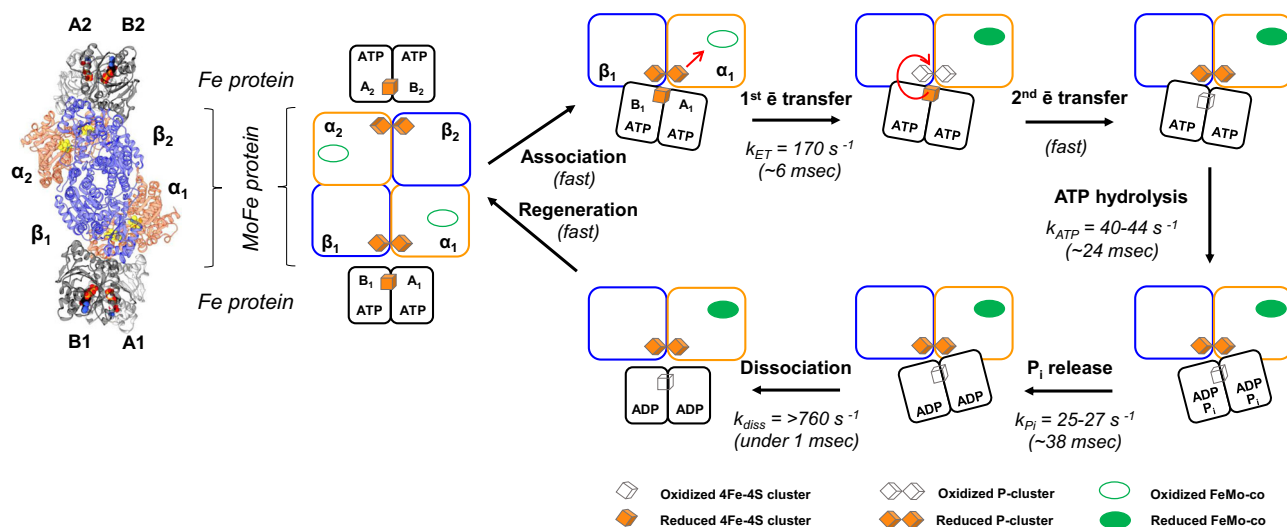 A2 B2
Fe protein
β₂
α₂
α₁
β₁
MoFe protein
Fe protein
B1 A1
ATP ATP
A₂ B₂
α₂ β₂
β₁ α₁
B₁ A₁
ATP ATP
Association
(fast)
Regeneration
(fast)
β₁ α₁
B₁ A₁
ATP ATP
1ˢᵗ ē transfer
k_ET = 170 s ⁻¹
(~6 msec)
ATP ATP
2ⁿᵈ ē transfer
(fast)
ATP ATP
ATP hydrolysis
k_ATP = 40-44 s ⁻¹
(~24 msec)
ADP ADP
Pᵢ Pᵢ
Pᵢ release
k_Pi = 25-27 s ⁻¹
(~38 msec)
ADP ADP
Dissociation
k_diss = >760 s ⁻¹
(under 1 msec)
ADP ADP
Oxidized 4Fe-4S cluster
Oxidized P-cluster
Oxidized FeMo-co
Reduced 4Fe-4S cluster
Reduced P-cluster
Reduced FeMo-co